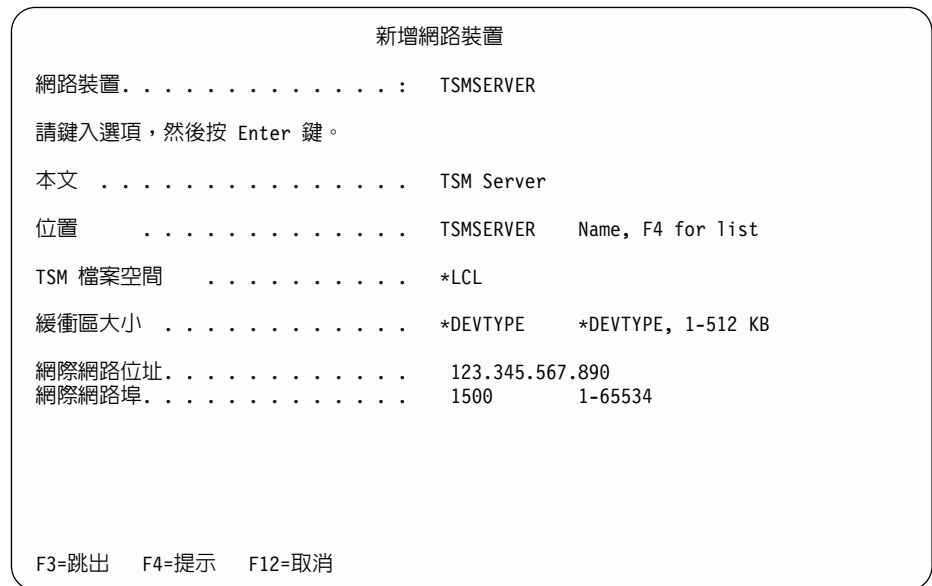 新增網路裝置
網路裝置. . . . . . . . . . . . . : TSMSERVER
請鍵入選項，然後按 Enter 鍵。
本文 . . . . . . . . . . . . . . . TSM Server
位置 . . . . . . . . . . . . . TSMSERVER Name, F4 for list
TSM 檔案空間 . . . . . . . . . . *LCL
緩衝區大小 . . . . . . . . . . . . *DEVTYPE *DEVTYPE, 1-512 KB
網際網路位址. . . . . . . . . . . . 123.345.567.890
網際網路埠. . . . . . . . . . . . . 1500 1-65534
F3=跳出 F4=提示 F12=取消